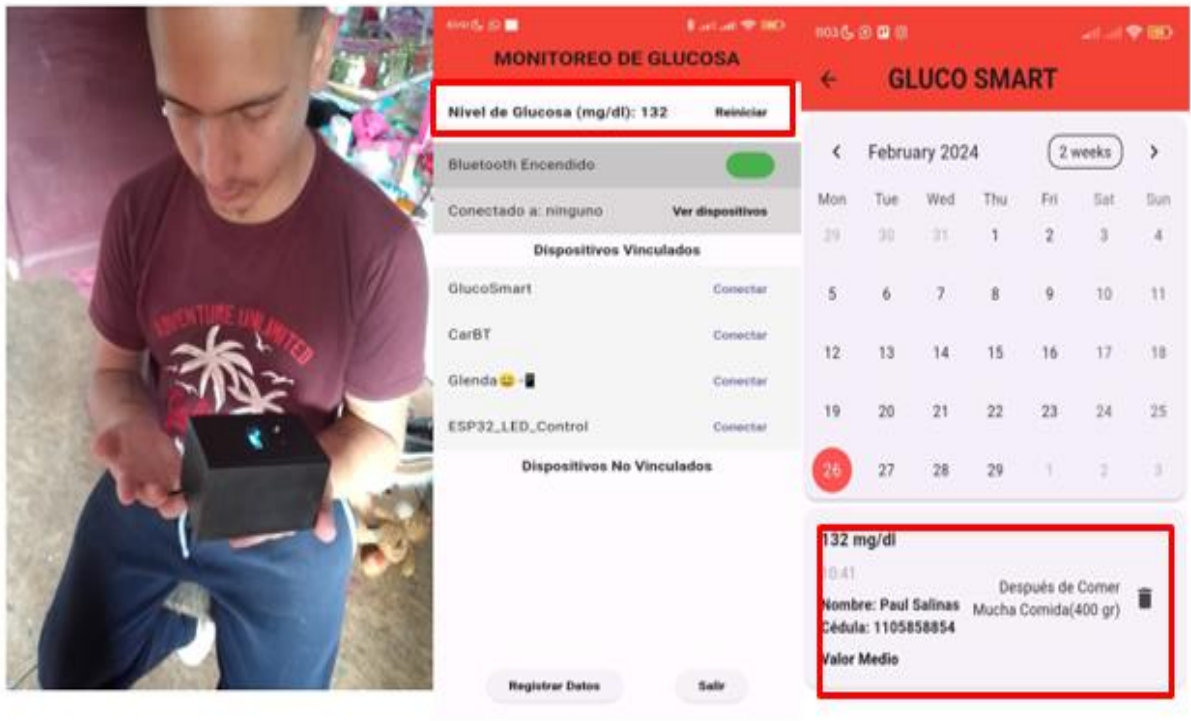 ADVENTURE UNLIMITED
MONITOREO DE GLUCOSA
Nivel de Glucosa (mg/dl): 132 Reiniciar
Bluetooth Encendido
Conectado a: ninguno Ver dispositivos
Dispositivos Vinculados
GlucoSmart Conectar
CarBT Conectar
Glenda😀-📱 Conectar
ESP32_LED_Control Conectar
Dispositivos No Vinculados
Registrar Datos Salir
GLUCO SMART
February 2024 2 weeks
Mon Tue Wed Thu Fri Sat Sun
29 30 31 1 2 3 4
5 6 7 8 9 10 11
12 13 14 15 16 17 18
19 20 21 22 23 24 25
26 27 28 29 1 2 3
132 mg/dl
10:41
Después de Comer
Nombre: Paul Salinas Mucha Comida(400 gr)
Cédula: 1105858854
Valor Medio